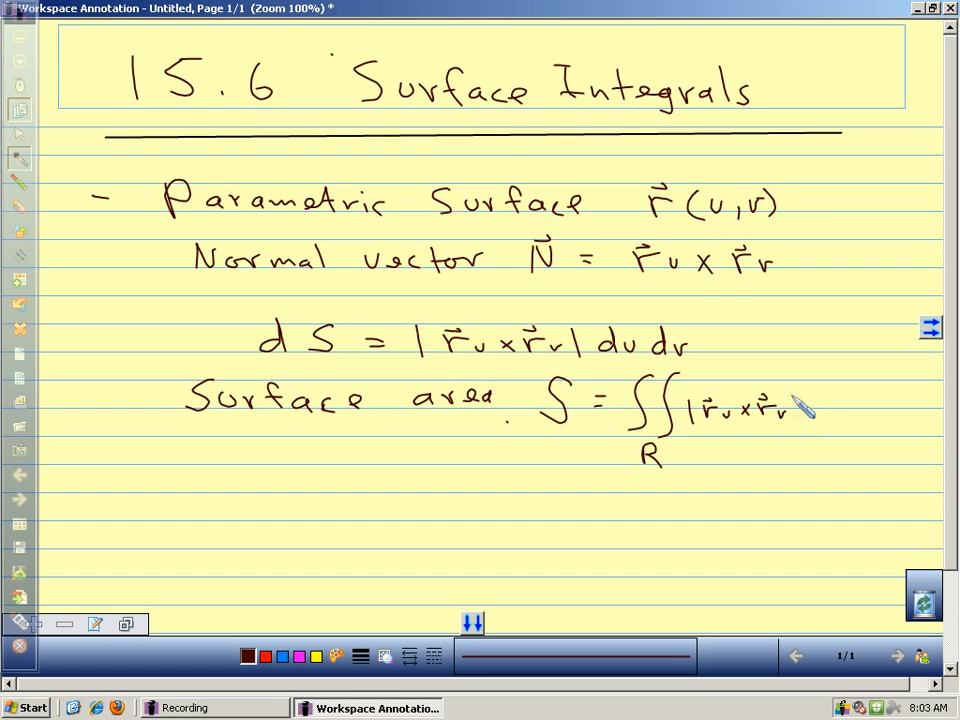 Workspace Annotation - Untitled, Page 1/1 (Zoom 100%) *
15.6 Surface Integrals
- Parametric Surface r⃗(u,v)
Normal vector N⃗ = r⃗u × r⃗v
dS = |r⃗u × r⃗v| du dv
Surface area. S = ∬R |r⃗u × r⃗v
1/1
Start Recording Workspace Annotatio... 8:03 AM